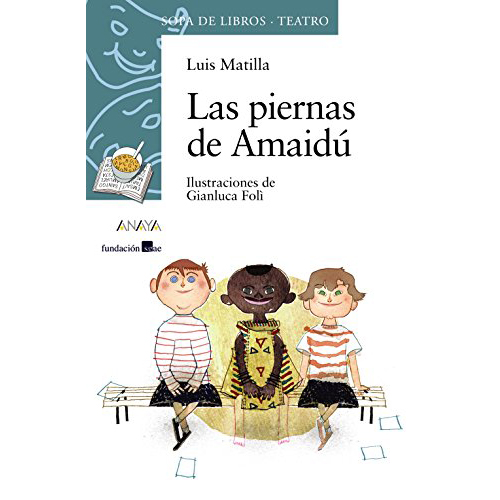 SOPA DE LIBROS · TEATRO
Luis Matilla
Las piernas
de Amaidú
Ilustraciones de
Gianluca Folì
ANAYA
fundación sgae